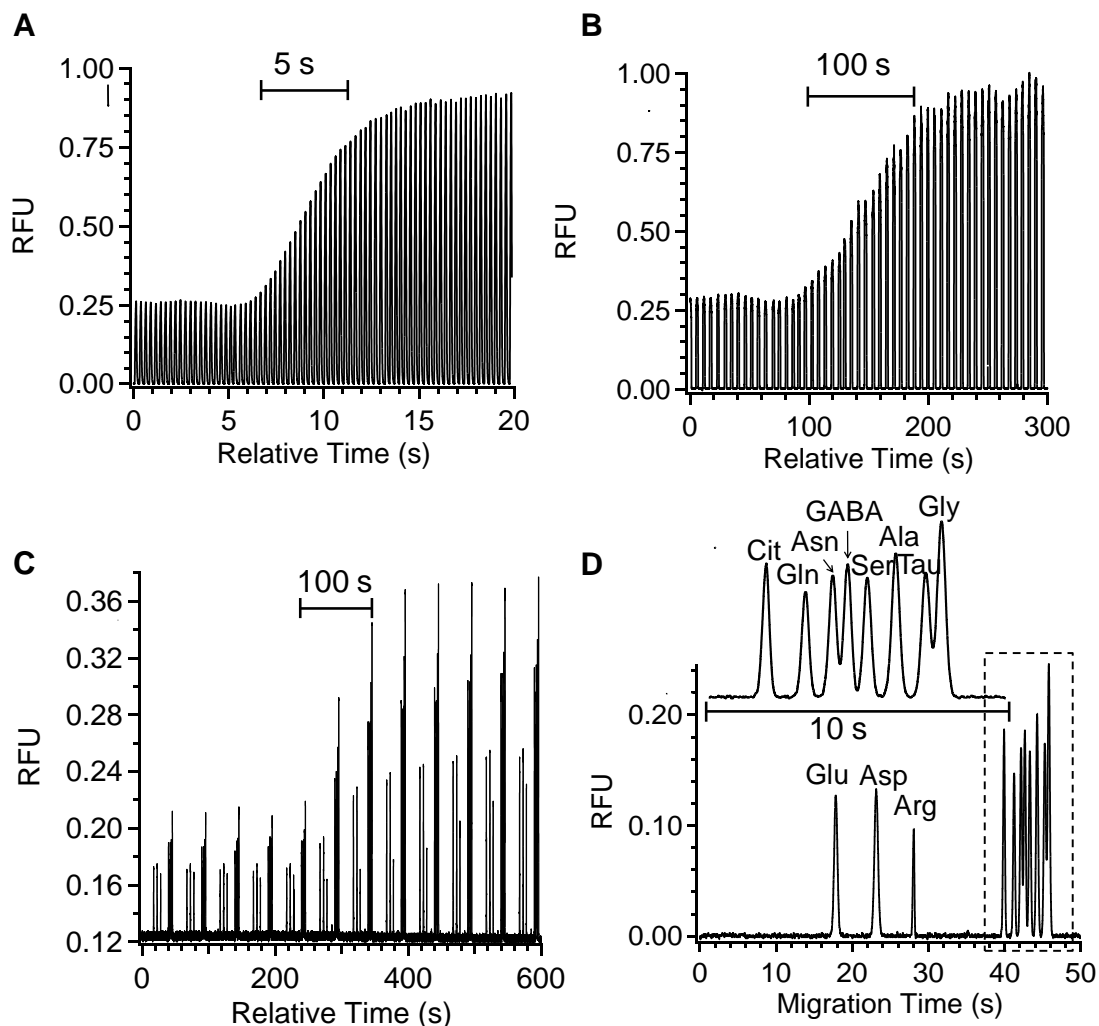 A
5 s
1.00
0.75
0.50
0.25
0.00
RFU
0 5 10 15 20
Relative Time (s)
B
100 s
1.00
0.75
0.50
0.25
0.00
RFU
0 100 200 300
Relative Time (s)
C
100 s
0.36
0.32
0.28
0.24
0.20
0.16
0.12
RFU
0 200 400 600
Relative Time (s)
D
Cit Gln Asn GABA Ser Ala Tau Gly
10 s
Glu Asp Arg
0.20
0.10
0.00
RFU
0 10 20 30 40 50
Migration Time (s)